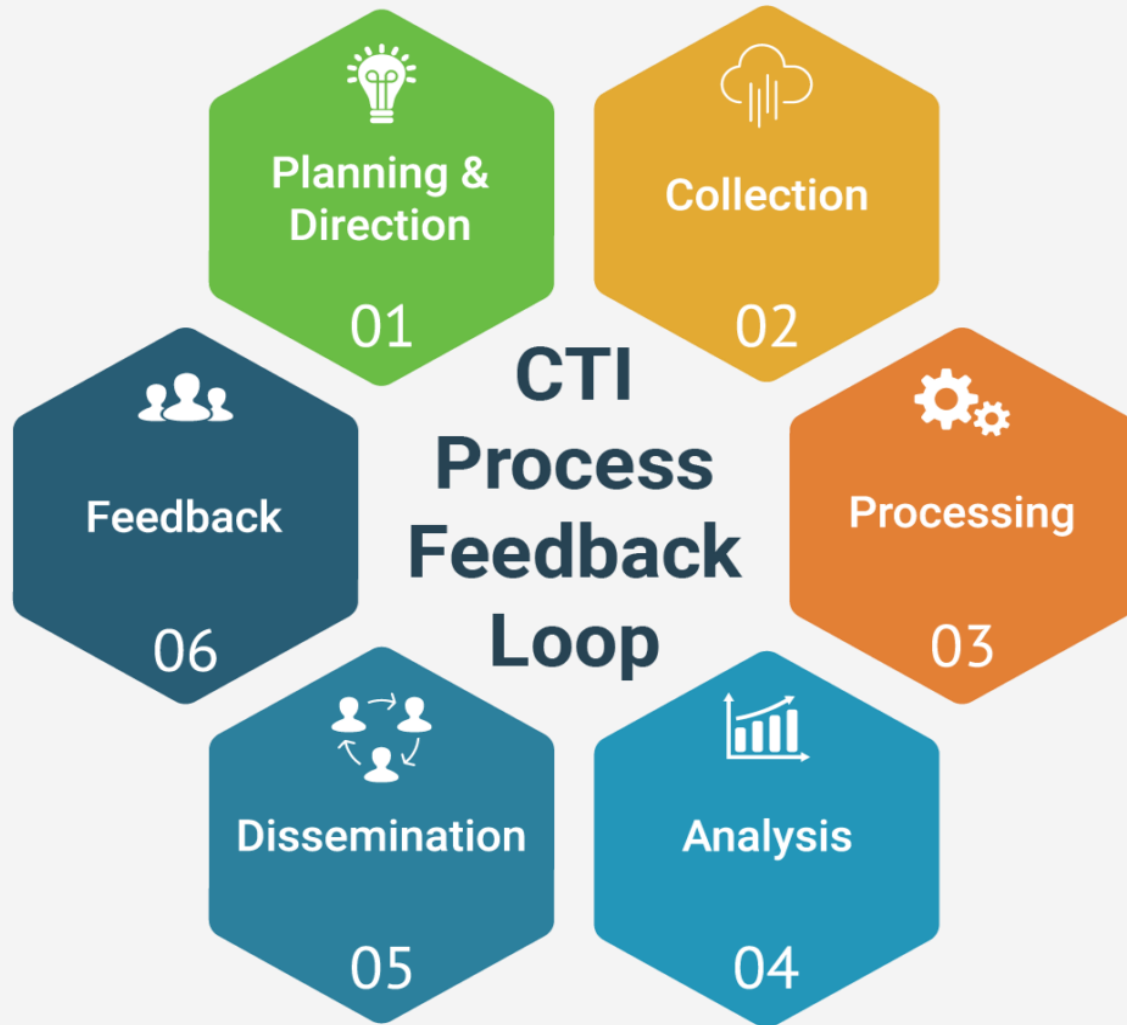 Planning &
Direction
01
Collection
02
CTI
Process
Feedback
Loop
Processing
03
Analysis
04
Dissemination
05
Feedback
06